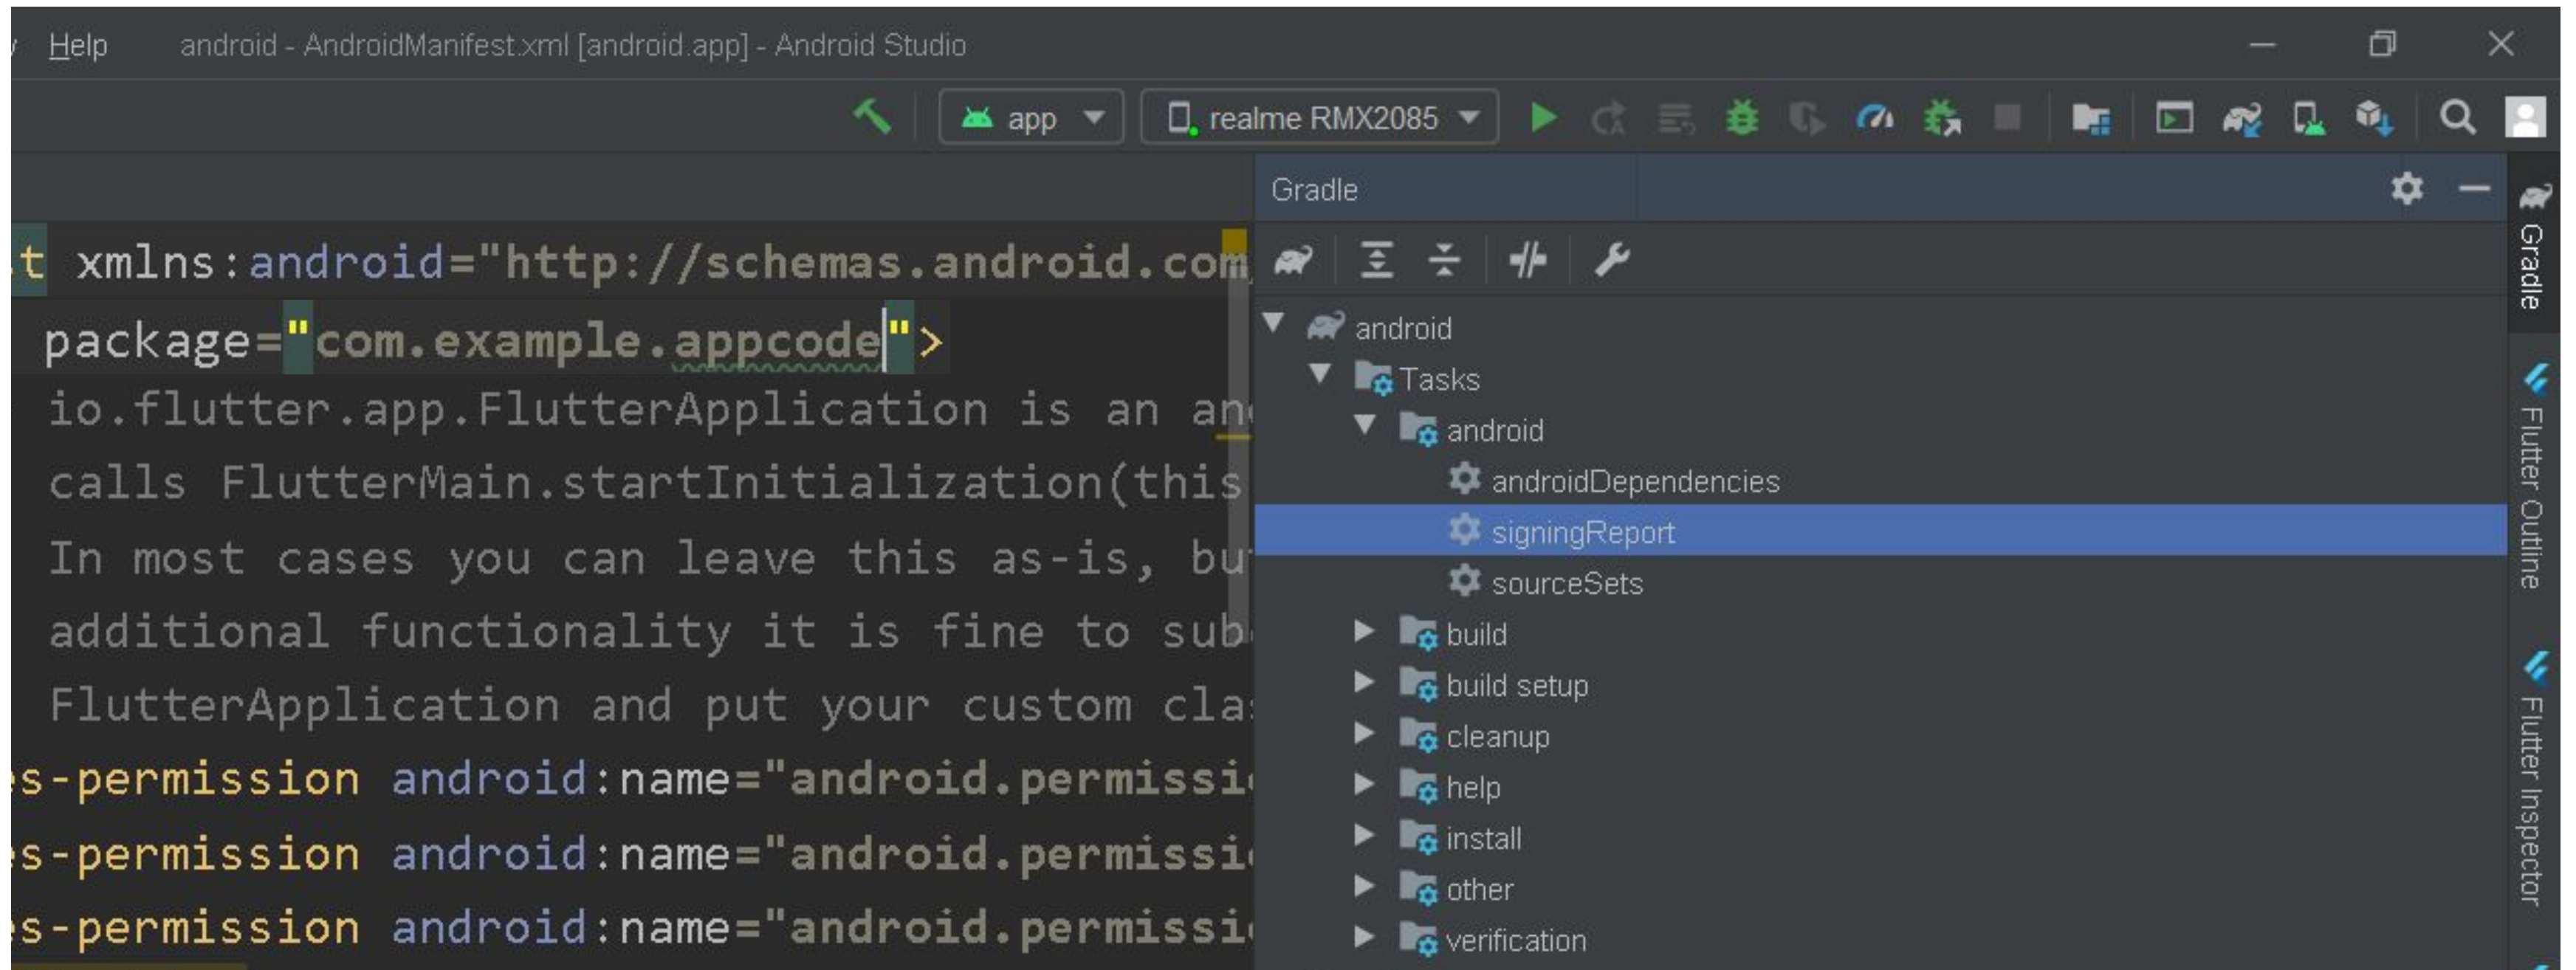 Help android - AndroidManifest.xml [android.app] - Android Studio
app realme RMX2085
xmlns:android="http://schemas.android.com
package="com.example.appcode">
io.flutter.app.FlutterApplication is an
calls FlutterMain.startInitialization(this
In most cases you can leave this as-is,
additional functionality it is fine to
FlutterApplication and put your custom
s-permission android:name="android.permissi
s-permission android:name="android.permissi
s-permission android:name="android.permissi
Gradle
android
Tasks
android
androidDependencies
signingReport
sourceSets
build
build setup
cleanup
help
install
other
verification
Gradle
Flutter Outline
Flutter Inspector